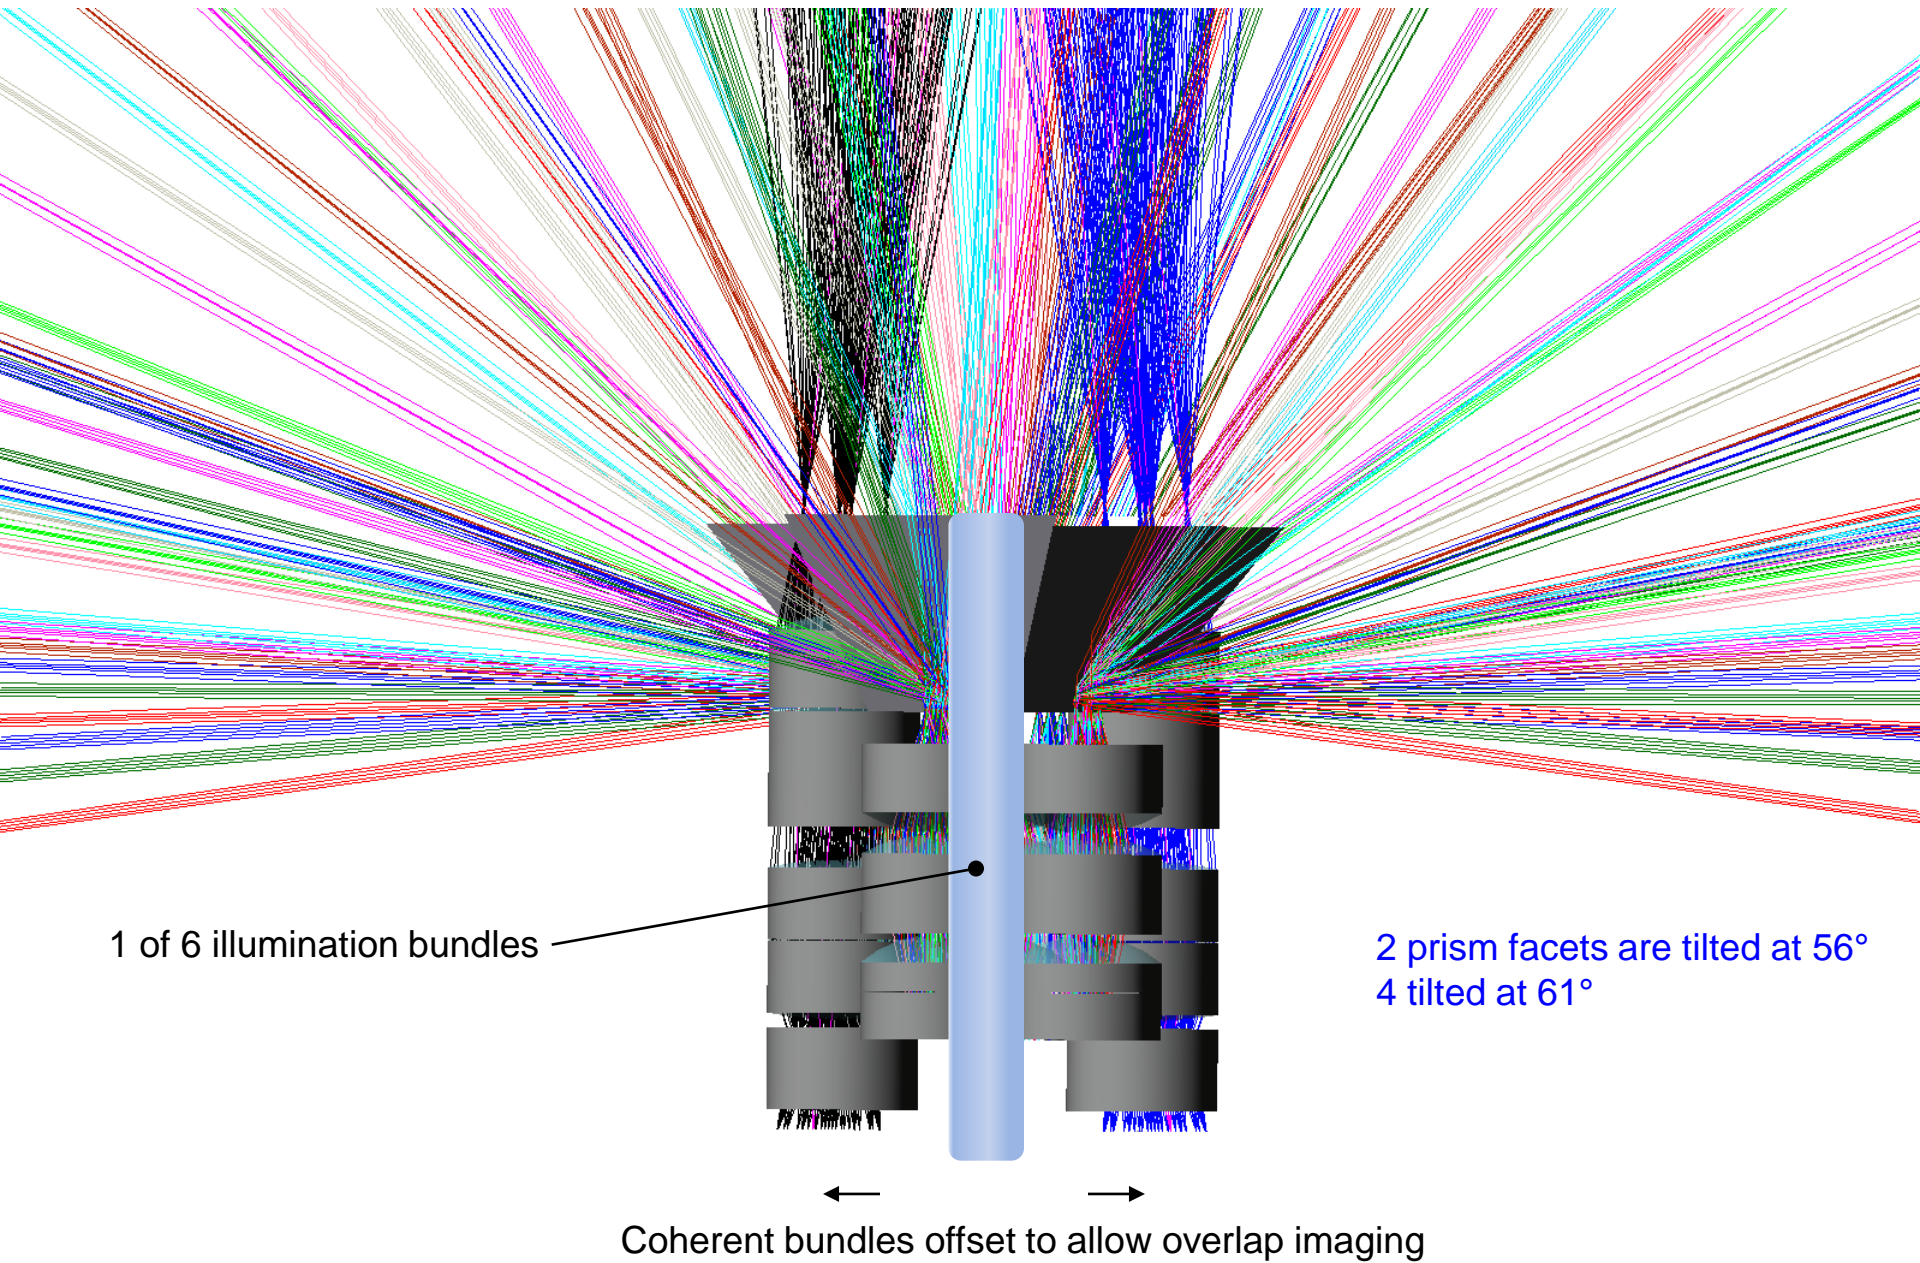 1 of 6 illumination bundles
2 prism facets are tilted at 56°
4 tilted at 61°
Coherent bundles offset to allow overlap imaging